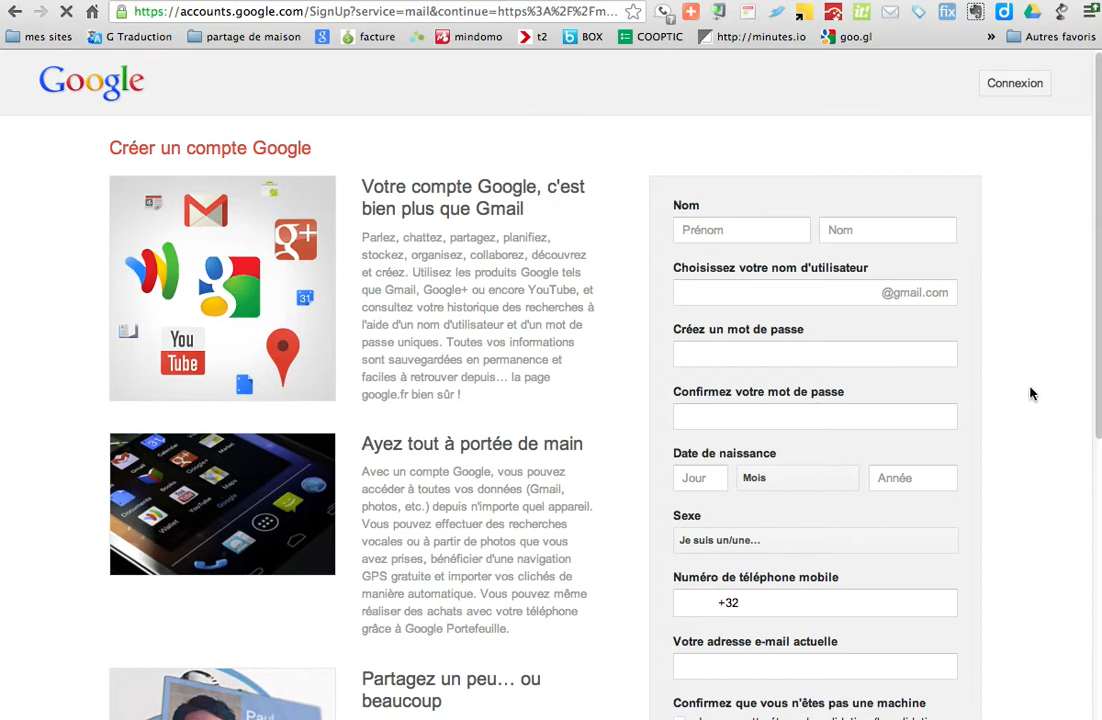 https://accounts.google.com/SignUp?service=mail&continue=https%3A%2F%2Fm...
mes sites G Traduction partage de maison facture mindomo t2 BOX COOPTIC http://minutes.io goo.gl » Autres favoris
Google
Connexion
Créer un compte Google
Votre compte Google, c'est
bien plus que Gmail
Parlez, chattez, partagez, planifiez,
stockez, organisez, collaborez, découvrez
et créez. Utilisez les produits Google tels
que Gmail, Google+ ou encore YouTube, et
consultez votre historique des recherches à
l'aide d'un nom d'utilisateur et d'un mot de
passe uniques. Toutes vos informations
sont sauvegardées en permanence et
faciles à retrouver depuis… la page
google.fr bien sûr !
g+
g
31
You
Tube
Ayez tout à portée de main
Avec un compte Google, vous pouvez
accéder à toutes vos données (Gmail,
photos, etc.) depuis n'importe quel appareil.
Vous pouvez effectuer des recherches
vocales ou à partir de photos que vous
avez prises, bénéficier d'une navigation
GPS gratuite et importer vos clichés de
manière automatique. Vous pouvez même
réaliser des achats avec votre téléphone
grâce à Google Portefeuille.
Partagez un peu… ou
beaucoup
Paul
Nom
Prénom Nom
Choisissez votre nom d'utilisateur
@gmail.com
Créez un mot de passe
Confirmez votre mot de passe
Date de naissance
Jour Mois Année
Sexe
Je suis un/une...
Numéro de téléphone mobile
+32
Votre adresse e-mail actuelle
Confirmez que vous n'êtes pas une machine